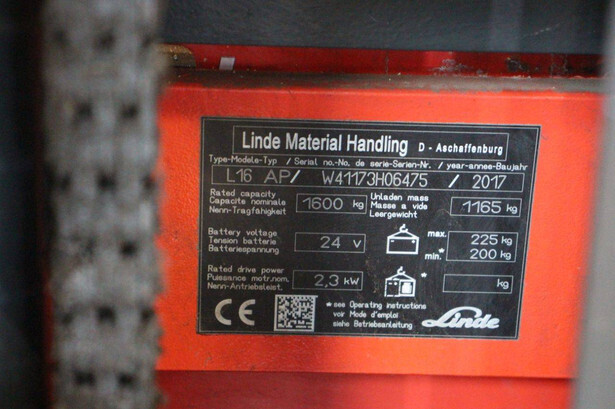 Linde Material Handling D - Aschaffenburg
Type-Modele-Typ / Serial no.-No. de serie-Serien-Nr. / year-annee-Baujahr
L16 AP / W41173H06475 / 2017
Rated capacity
Capacite nominale
Nenn-Tragfähigkeit
1600 kg
Unladen mass
Masse a vide
Leergewicht
1165 kg
Battery voltage
Tension batterie
Batteriespannung
24 V
max. 225 kg
min.* 200 kg
Rated drive power
Puissance motr.nom.
Nenn-Antriebsleist.
2,3 kW
* kg
CE
*see Operating instructions
voir Mode d'emploi
siehe Betriebsanleitung
Linde